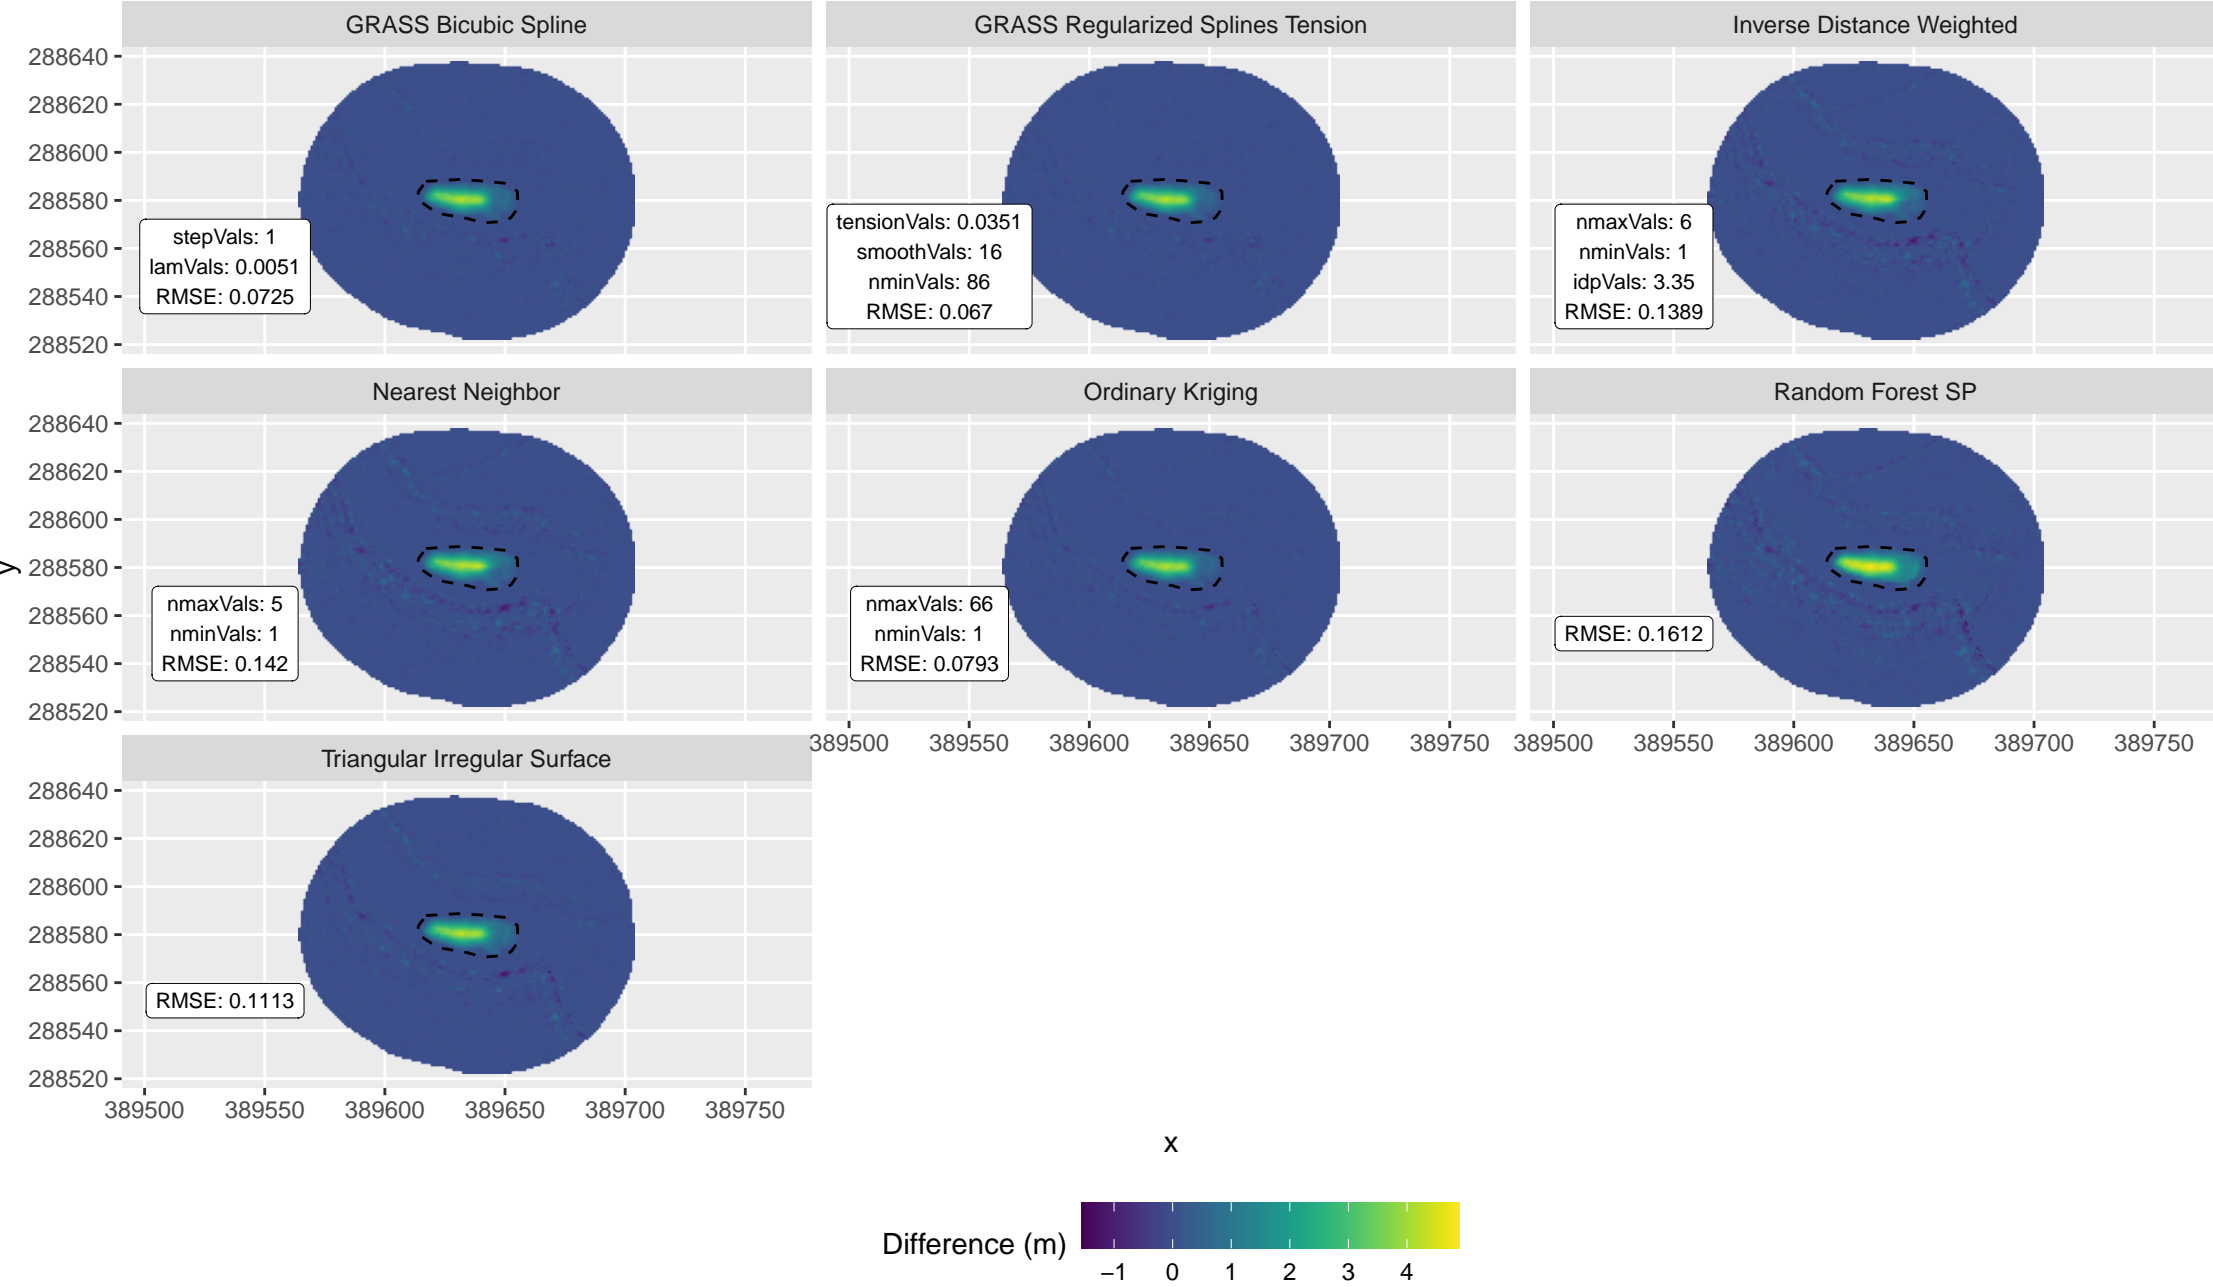 GRASS Bicubic Spline
GRASS Regularized Splines Tension
Inverse Distance Weighted
288640
288620
288600
288580
288560
288540
288520
stepVals: 1
lamVals: 0.0051
RMSE: 0.0725
tensionVals: 0.0351
smoothVals: 16
nminVals: 86
RMSE: 0.067
nmaxVals: 6
nminVals: 1
idpVals: 3.35
RMSE: 0.1389
Nearest Neighbor
Ordinary Kriging
Random Forest SP
288640
288620
288600
288580
288560
288540
288520
y
nmaxVals: 5
nminVals: 1
RMSE: 0.142
nmaxVals: 66
nminVals: 1
RMSE: 0.0793
RMSE: 0.1612
389500 389550 389600 389650 389700 389750
389500 389550 389600 389650 389700 389750
Triangular Irregular Surface
288640
288620
288600
288580
288560
288540
288520
RMSE: 0.1113
389500 389550 389600 389650 389700 389750
x
Difference (m)
−1 0 1 2 3 4